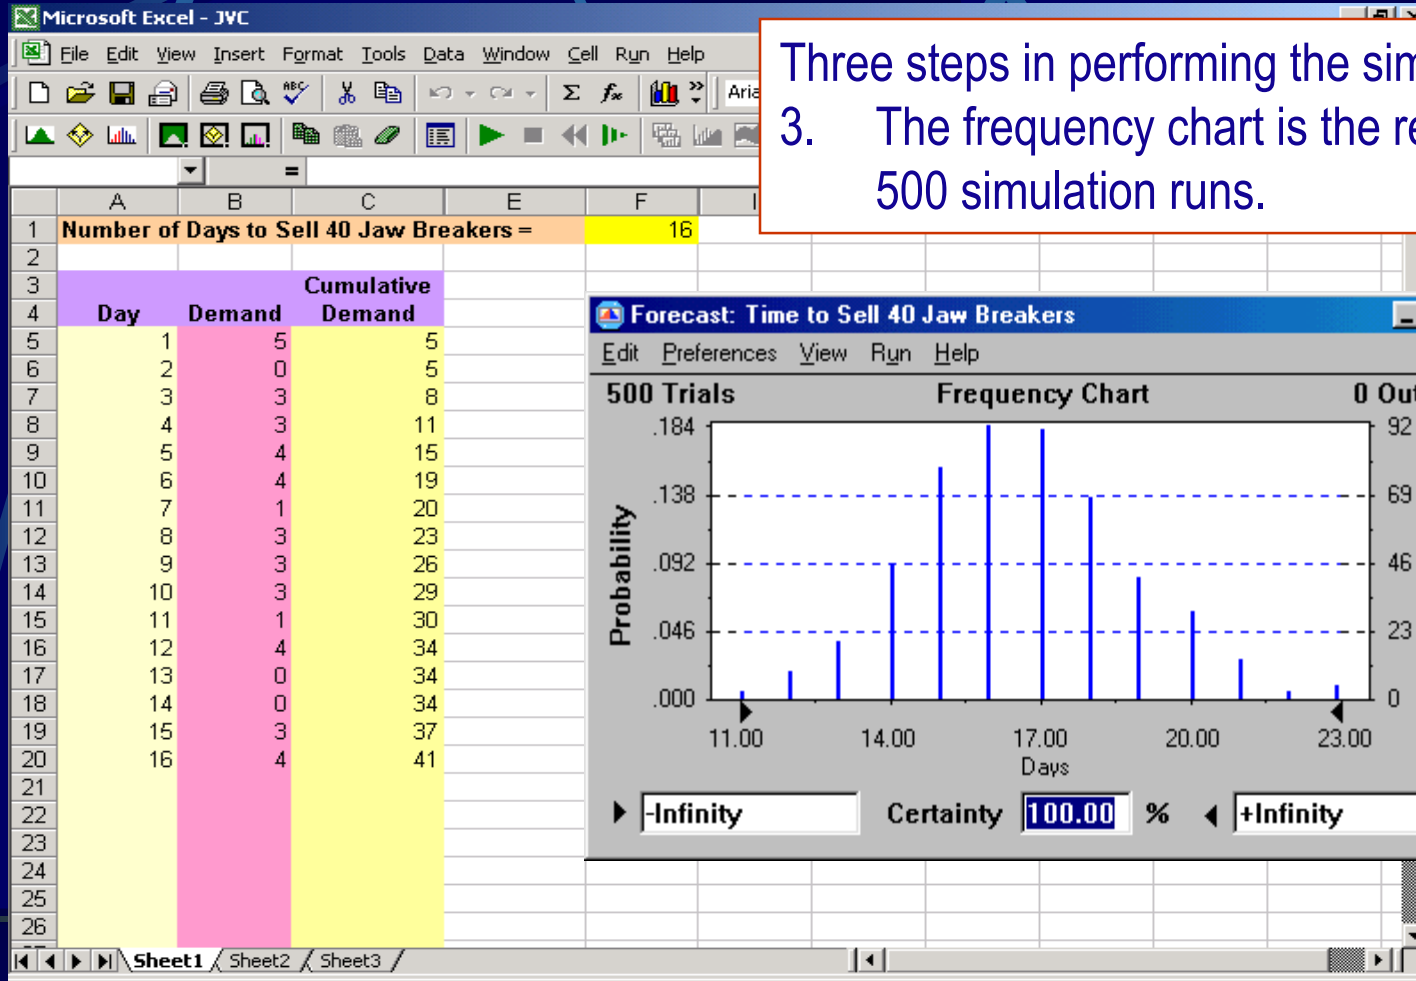 Microsoft Excel - JVC
File Edit View Insert Format Tools Data Window Cell Run Help
Three steps in performing the
3. The frequency chart is the
500 simulation runs.
=
A B C E F
1 Number of Days to Sell 40 Jaw Breakers = 16
2
3 Cumulative
4 Day Demand Demand
5 1 5 5
6 2 0 5
7 3 3 8
8 4 3 11
9 5 4 15
10 6 4 19
11 7 1 20
12 8 3 23
13 9 3 26
14 10 3 29
15 11 1 30
16 12 4 34
17 13 0 34
18 14 0 34
19 15 3 37
20 16 4 41
21
22
23
24
25
26
Forecast: Time to Sell 40 Jaw Breakers
Edit Preferences View Run Help
500 Trials Frequency Chart 0
.184 92
.138 69
.092 46
.046 23
.000 0
Probability
11.00 14.00 17.00 20.00 23.00
Days
-Infinity Certainty 100.00 % +Infinity
Sheet1 Sheet2 Sheet3